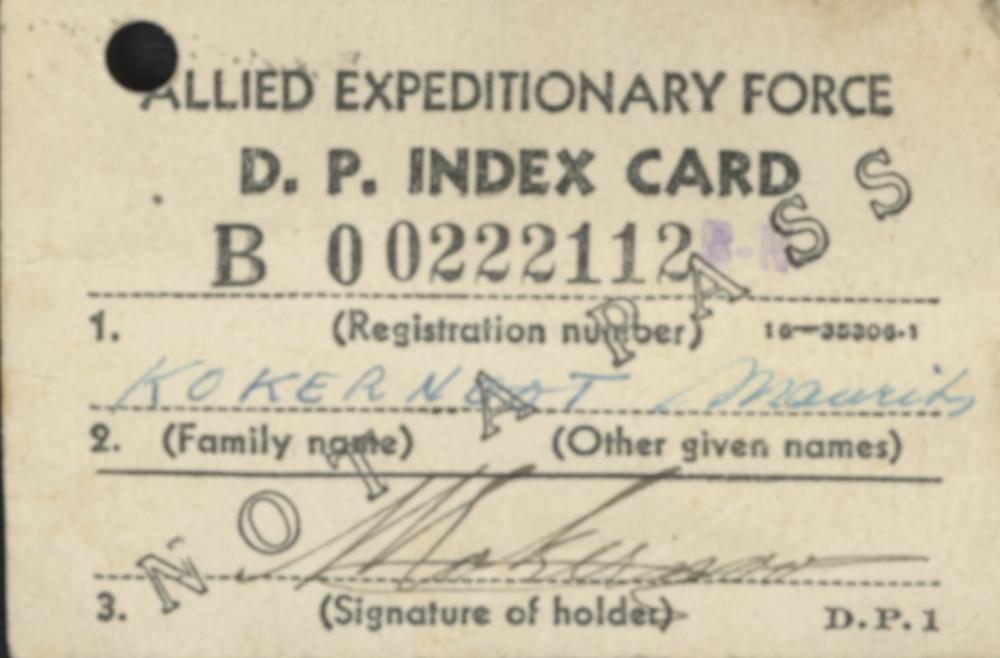 ALLIED EXPEDITIONARY FORCE
D. P. INDEX CARD
B 00222112 B-N
1. (Registration number) 16—35306-1
KOKERNOOT Maurits
2. (Family name) (Other given names)
3. (Signature of holder) D.P.1
NOT A PASS